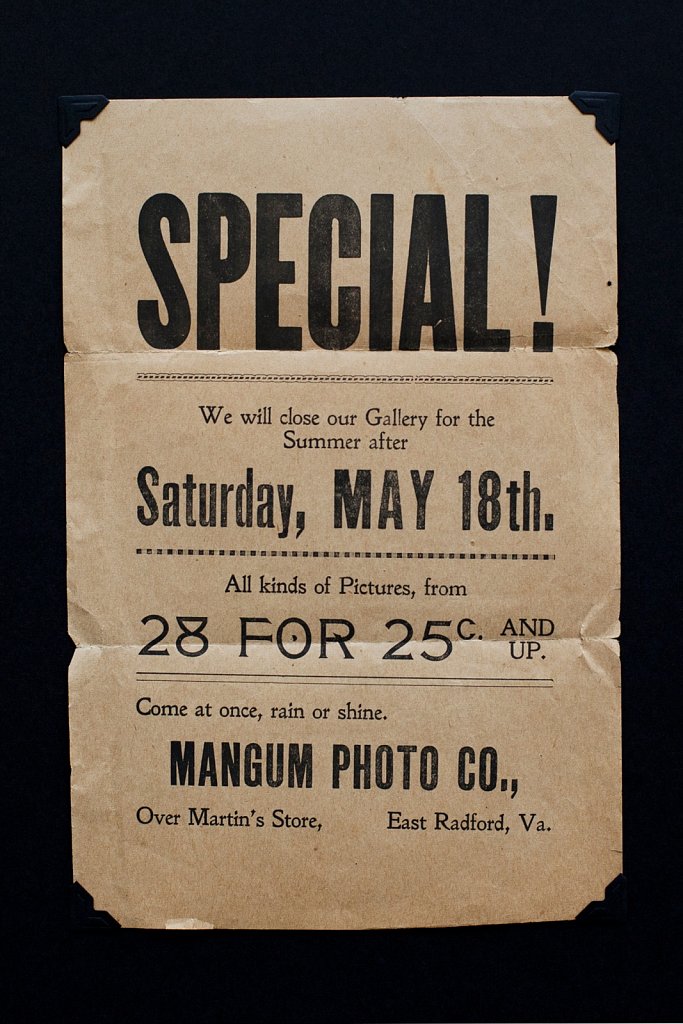 SPECIAL!
We will close our Gallery for the
Summer after
Saturday, MAY 18th.
All kinds of Pictures, from
28 FOR 25C. AND UP.
Come at once, rain or shine.
MANGUM PHOTO CO.,
Over Martin's Store, East Radford, Va.